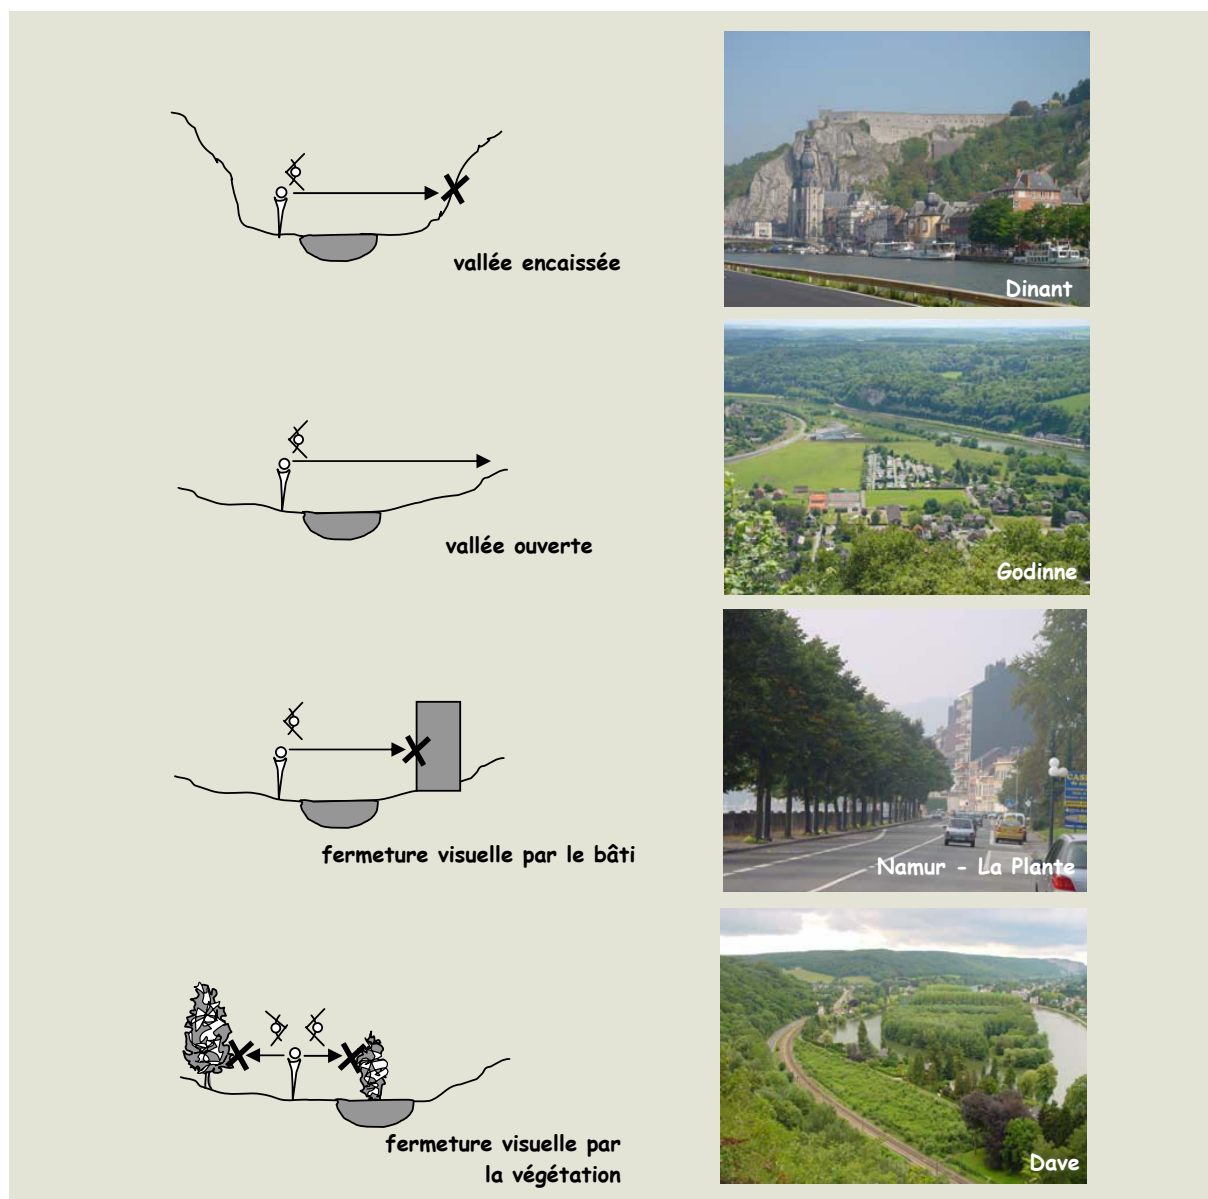 vallée encaissée
Dinant
vallée ouverte
Godinne
fermeture visuelle par le bâti
CAS
Namur - La Plante
fermeture visuelle par
la végétation
Dave